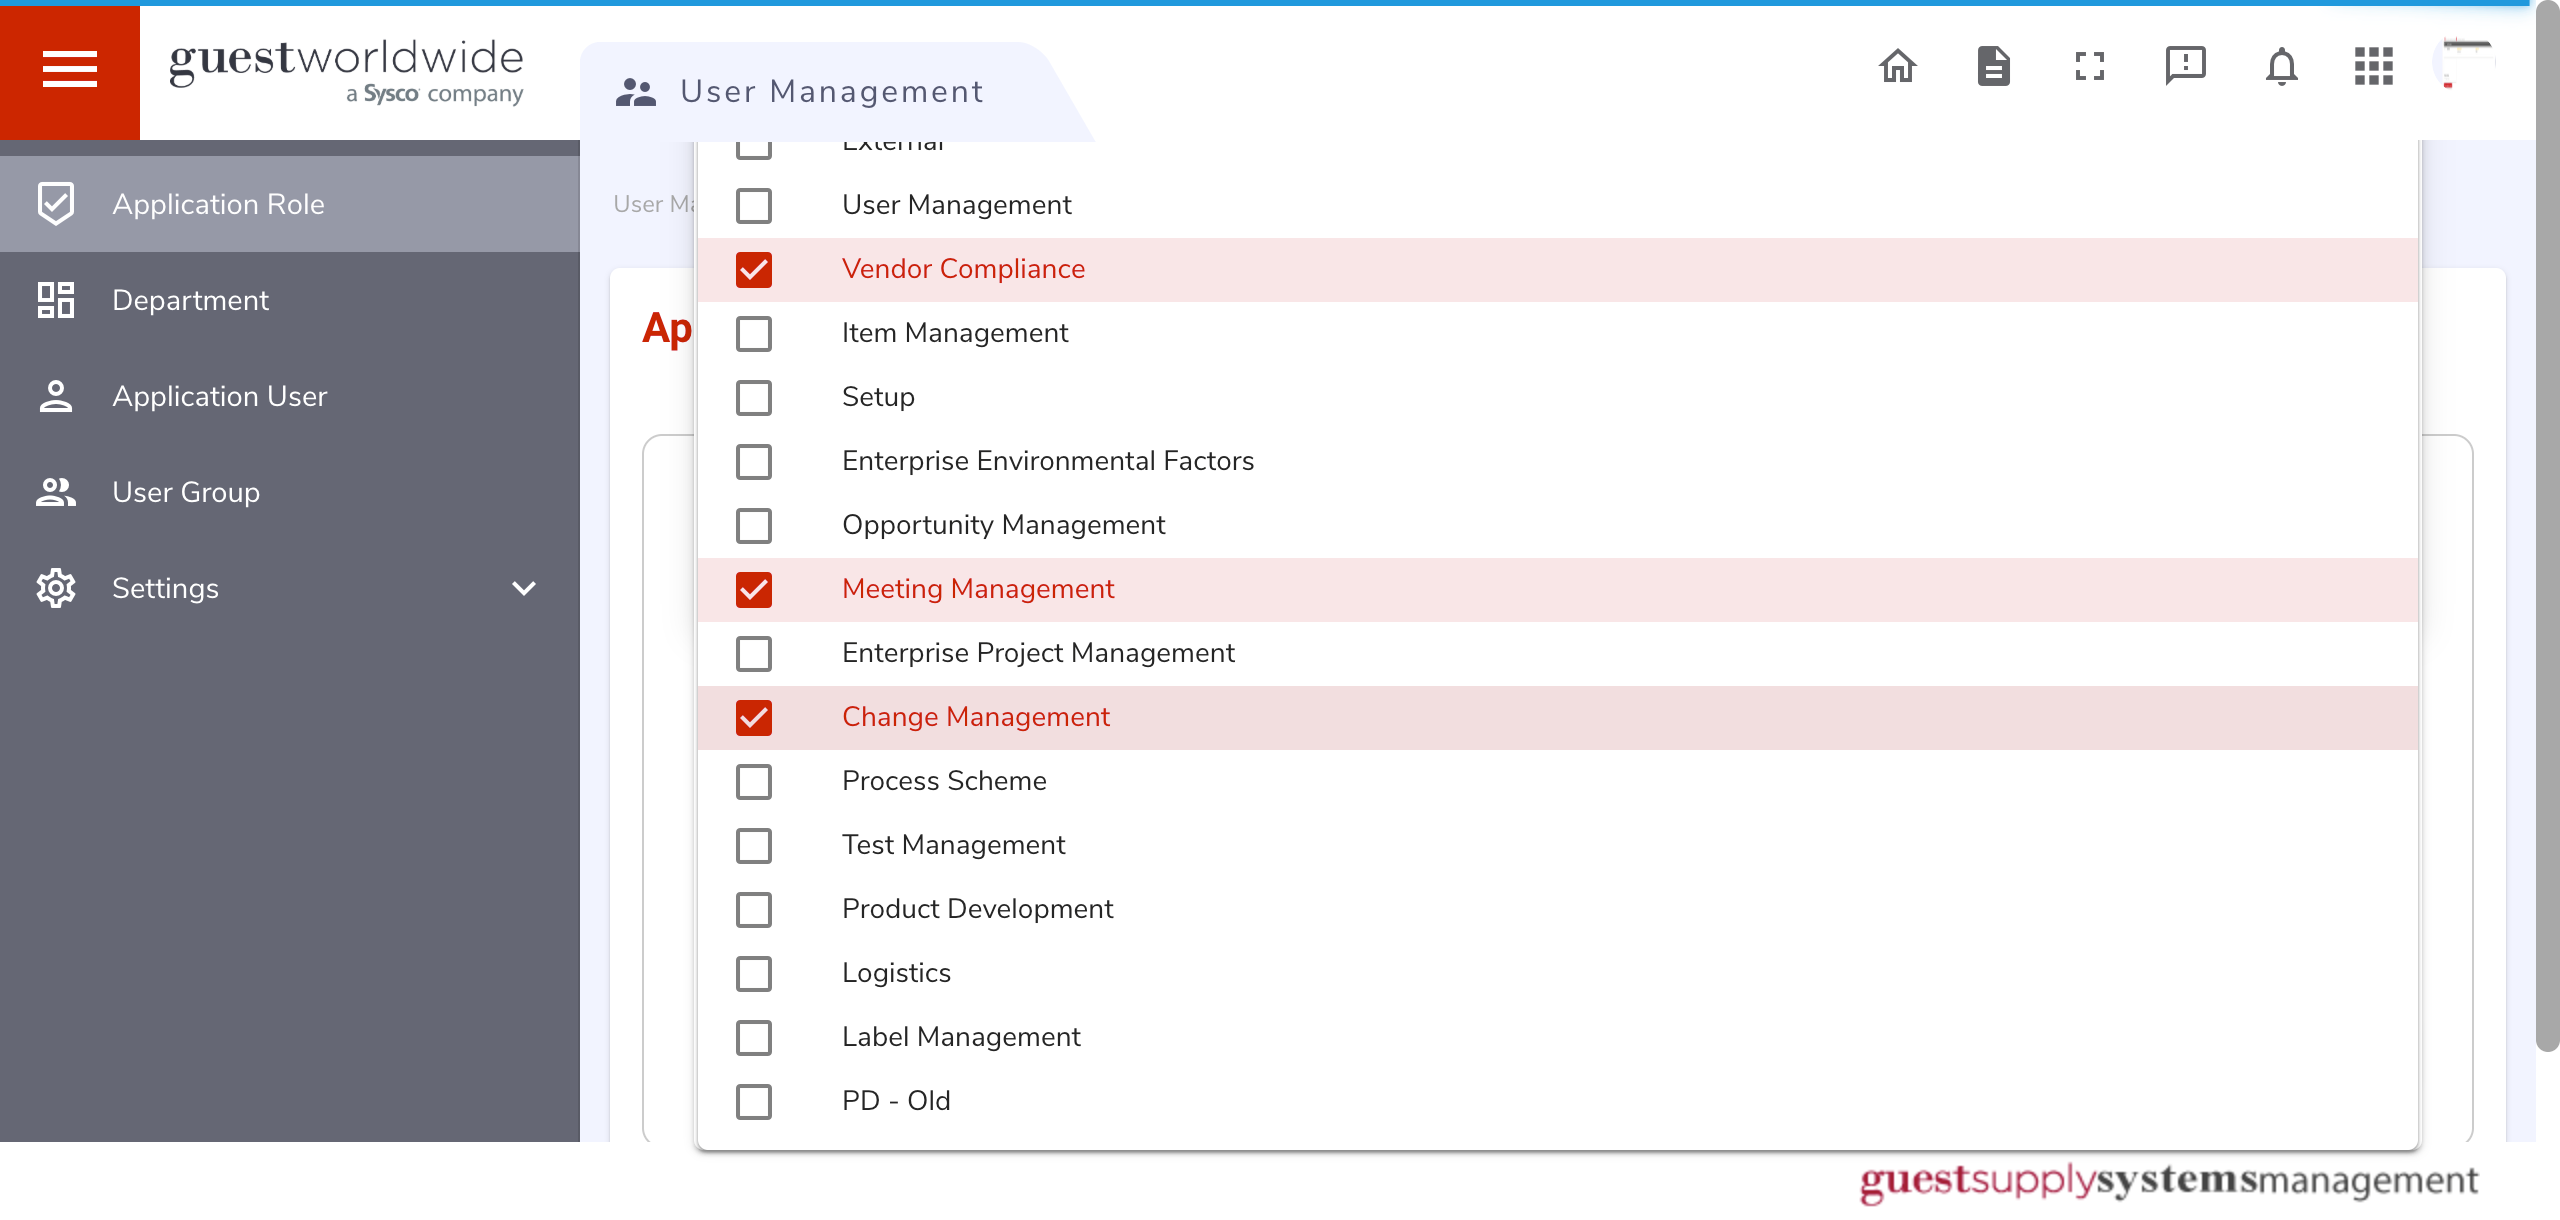 guestworldwide
a Sysco company
User Management
Application Role
Department
Application User
User Group
Settings
User Ma
Ap
External
User Management
Vendor Compliance
Item Management
Setup
Enterprise Environmental Factors
Opportunity Management
Meeting Management
Enterprise Project Management
Change Management
Process Scheme
Test Management
Product Development
Logistics
Label Management
PD - Old
guestsupplysystemsmanagement